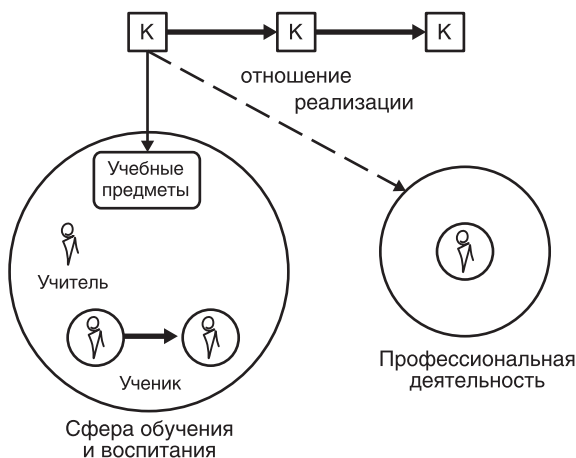 К К К
отношение
реализации
Учебные
предметы
Учитель
Ученик
Сфера обучения
и воспитания
Профессиональная
деятельность